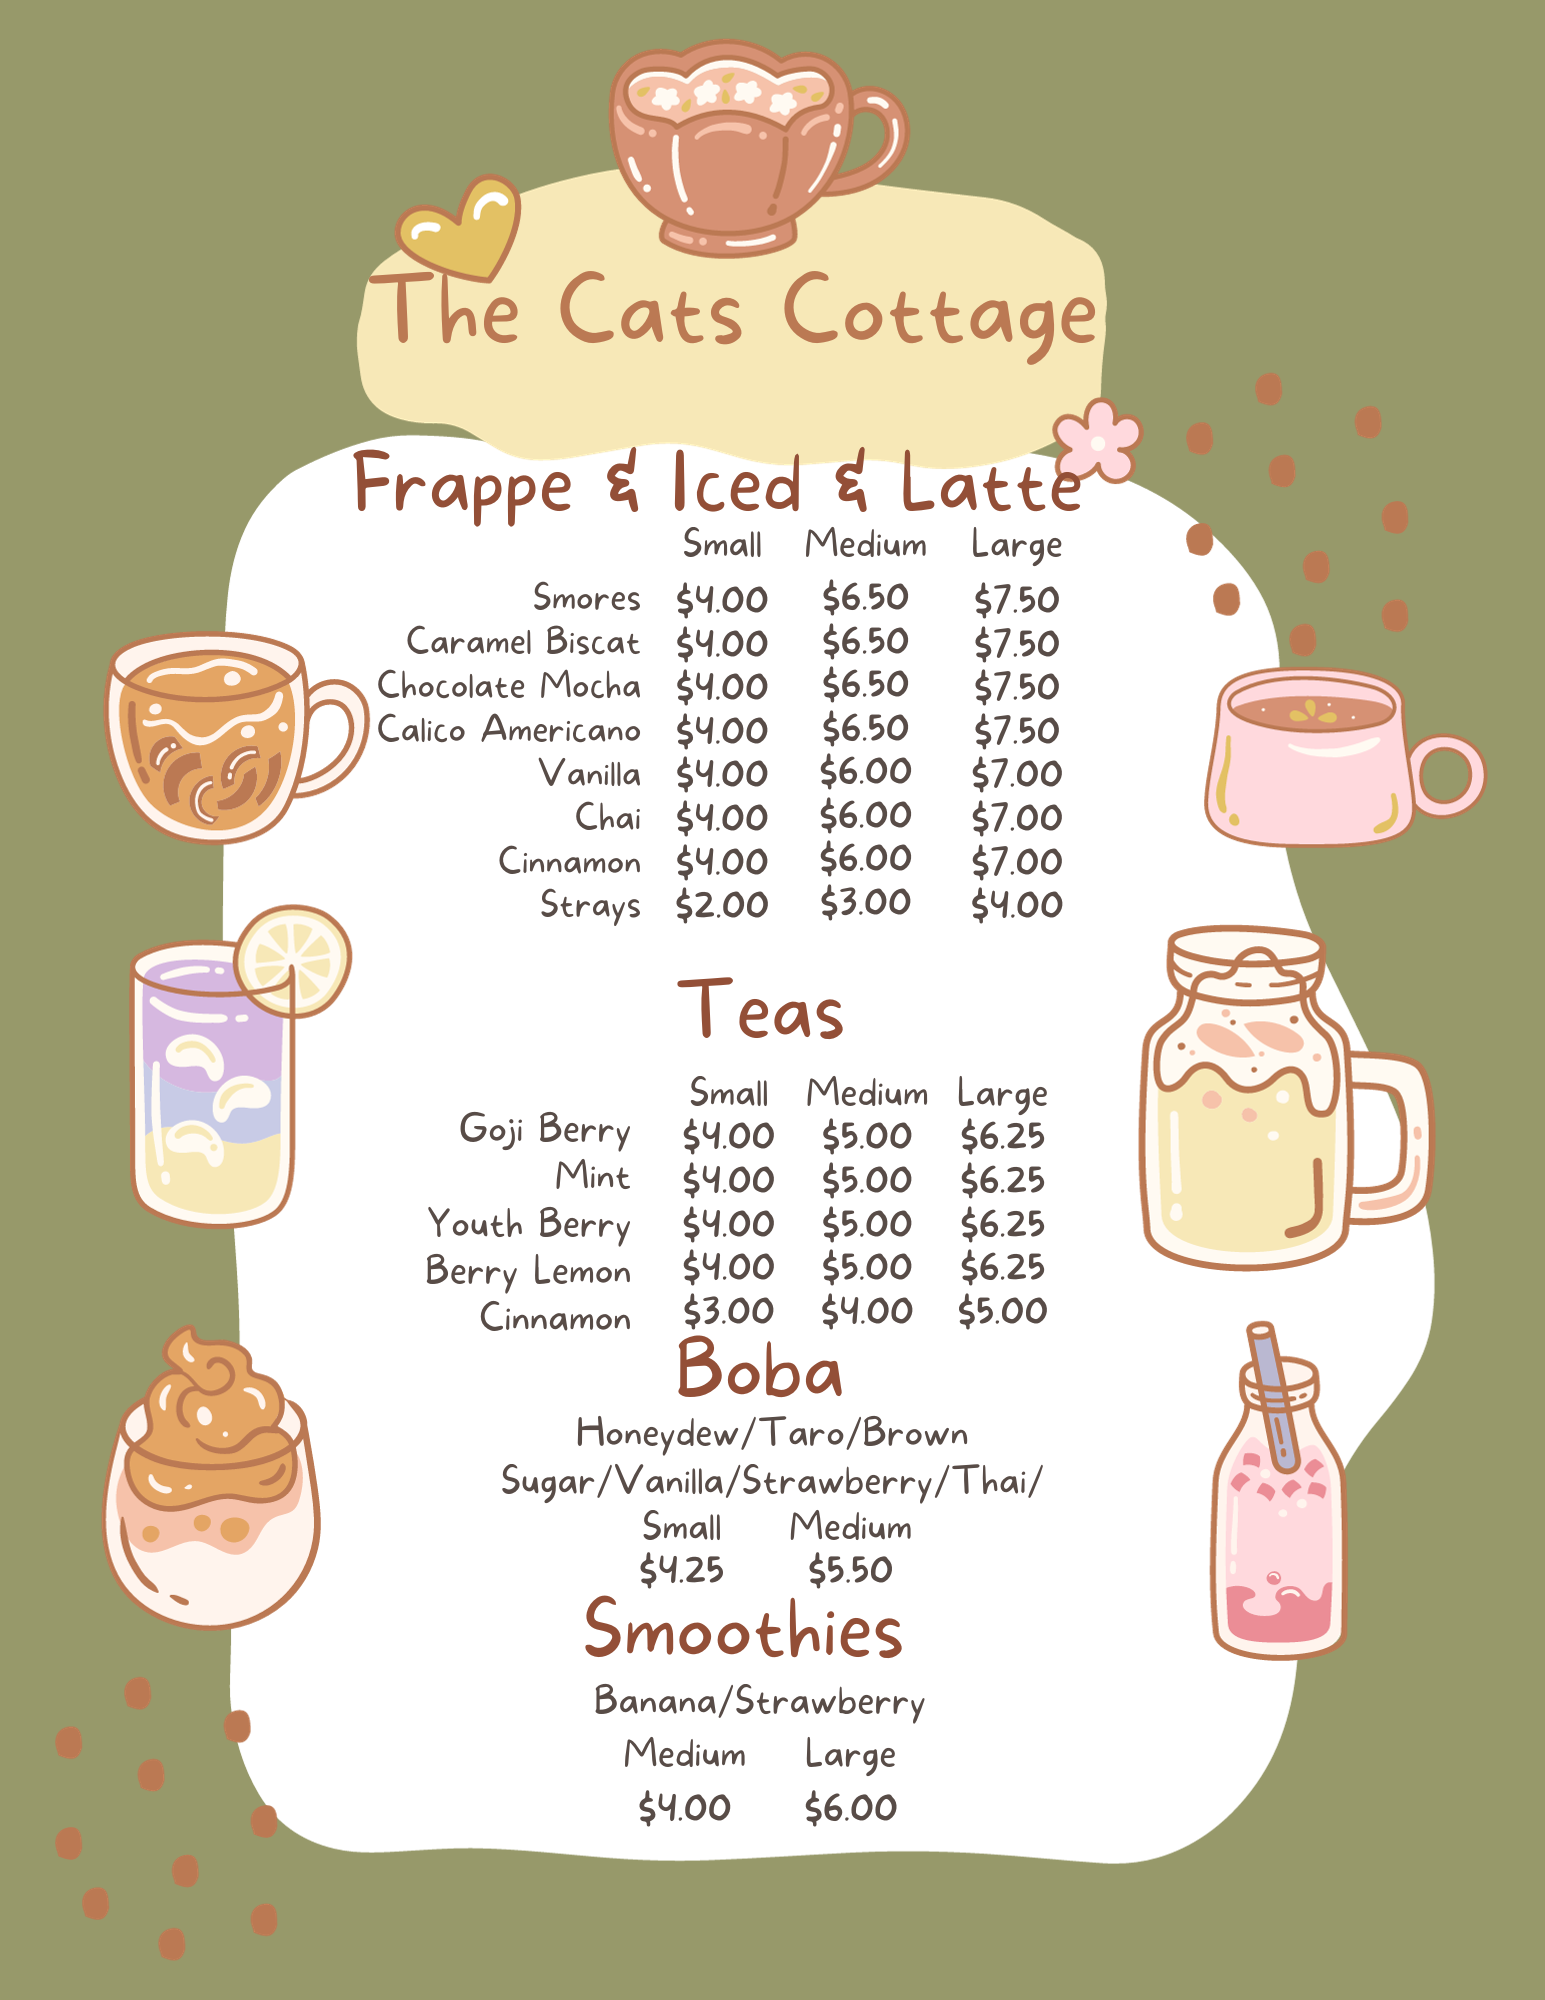 The Cats Cottage
Frappe & Iced & Latte
Small Medium Large
Smores $4.00 $6.50 $7.50
Caramel Biscat $4.00 $6.50 $7.50
Chocolate Mocha $4.00 $6.50 $7.50
Calico Americano $4.00 $6.50 $7.50
Vanilla $4.00 $6.00 $7.00
Chai $4.00 $6.00 $7.00
Cinnamon $4.00 $6.00 $7.00
Strays $2.00 $3.00 $4.00
Teas
Small Medium Large
Goji Berry $4.00 $5.00 $6.25
Mint $4.00 $5.00 $6.25
Youth Berry $4.00 $5.00 $6.25
Berry Lemon $4.00 $5.00 $6.25
Cinnamon $3.00 $4.00 $5.00
Boba
Honeydew/Taro/Brown
Sugar/Vanilla/Strawberry/Thai/
Small Medium
$4.25 $5.50
Smoothies
Banana/Strawberry
Medium Large
$4.00 $6.00